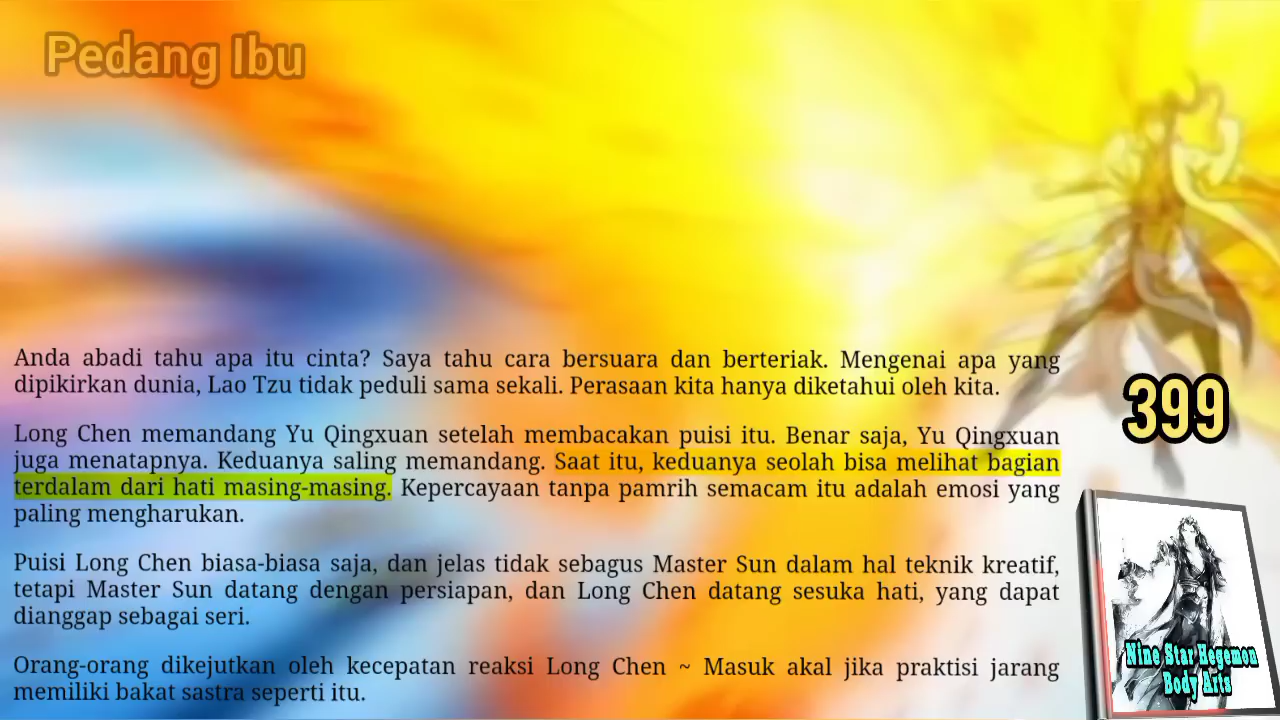 Pedang Ibu
Anda abadi tahu apa itu cinta? Saya tahu cara bersuara dan berteriak. Mengenai apa yang
dipikirkan dunia, Lao Tzu tidak peduli sama sekali. Perasaan kita hanya diketahui oleh kita.
Long Chen memandang Yu Qingxuan setelah membacakan puisi itu. Benar saja, Yu Qingxuan
juga menatapnya. Keduanya saling memandang. Saat itu, keduanya seolah bisa melihat bagian
terdalam dari hati masing-masing. Kepercayaan tanpa pamrih semacam itu adalah emosi yang
paling mengharukan.
Puisi Long Chen biasa-biasa saja, dan jelas tidak sebagus Master Sun dalam hal teknik kreatif,
tetapi Master Sun datang dengan persiapan, dan Long Chen datang sesuka hati, yang dapat
dianggap sebagai seri.
Orang-orang dikejutkan oleh kecepatan reaksi Long Chen ~ Masuk akal jika praktisi jarang
memiliki bakat sastra seperti itu.
399
Nine Star Hegemon
Body Arts